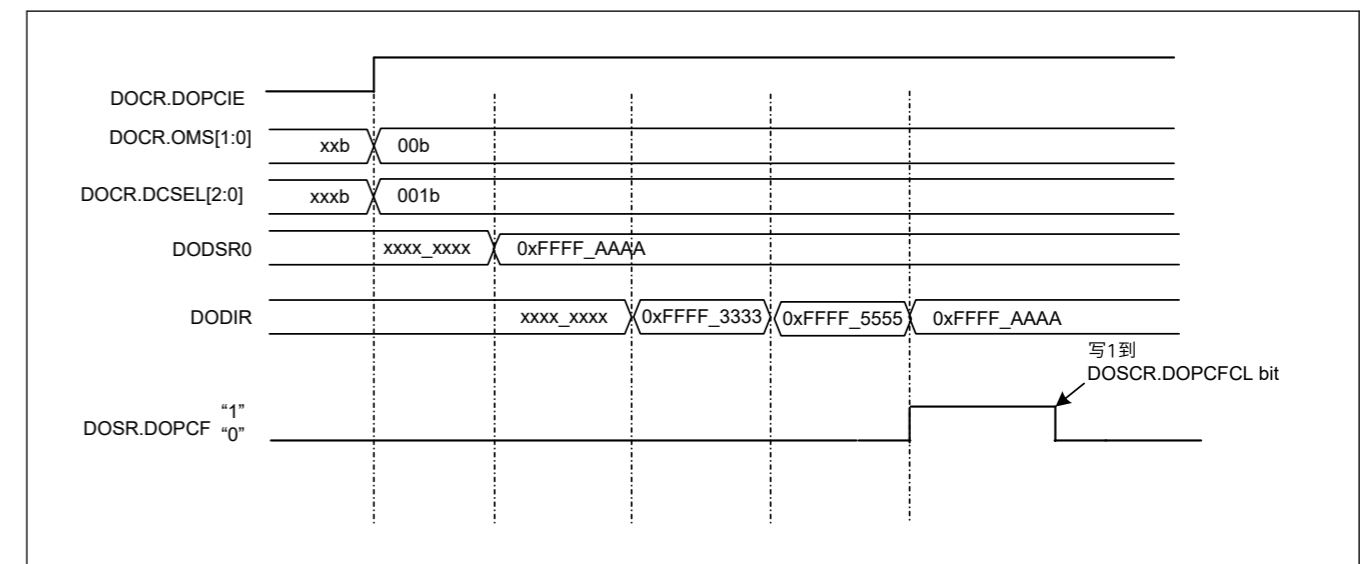 DOCR.DOPCIE
DOCR.OMS[1:0] xxb 00b
DOCR.DCSEL[2:0] xxxb 001b
DODSR0 xxxx_xxxx 0xFFFF_AAAA
DODIR xxxx_xxxx 0xFFFF_3333 0xFFFF_5555 0xFFFF_AAAA
写1到
DOSCR.DOPCFCL bit
“1”
DOSR.DOPCF “0”